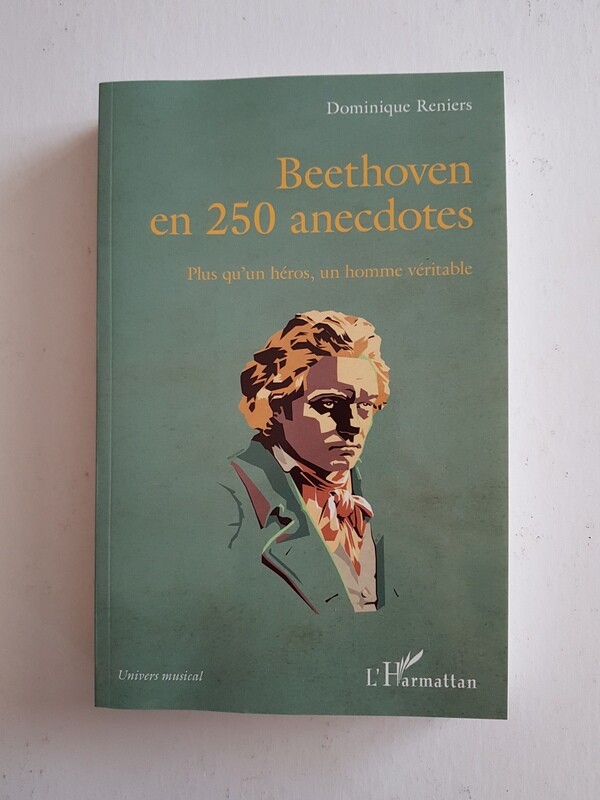 Dominique Reniers
Beethoven
en 250 anecdotes
Plus qu'un héros, un homme véritable
Univers musical
L'Harmattan